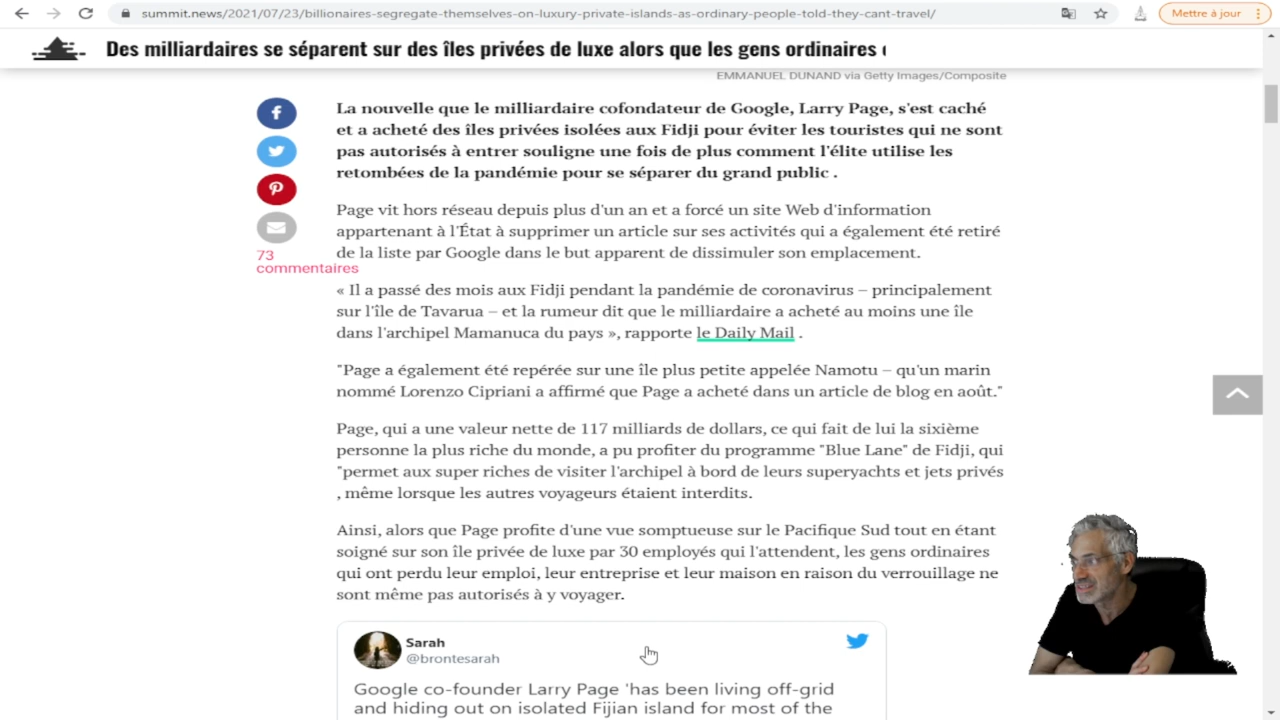 summit.news/2021/07/23/billionaires-segregate-themselves-on-luxury-private-islands-as-ordinary-people-told-they-cant-travel/
Mettre à jour
Des milliardaires se séparent sur des îles privées de luxe alors que les gens ordinaires
EMMANUEL DUNAND via Getty Images/Composite
La nouvelle que le milliardaire cofondateur de Google, Larry Page, s'est caché
et a acheté des îles privées isolées aux Fidji pour éviter les touristes qui ne sont
pas autorisés à entrer souligne une fois de plus comment l'élite utilise les
retombées de la pandémie pour se séparer du grand public .
Page vit hors réseau depuis plus d'un an et a forcé un site Web d'information
appartenant à l'État à supprimer un article sur ses activités qui a également été retiré
de la liste par Google dans le but apparent de dissimuler son emplacement.
73
commentaires
« Il a passé des mois aux Fidji pendant la pandémie de coronavirus – principalement
sur l'île de Tavarua – et la rumeur dit que le milliardaire a acheté au moins une île
dans l'archipel Mamanuca du pays », rapporte le Daily Mail .
"Page a également été repérée sur une île plus petite appelée Namotu – qu'un marin
nommé Lorenzo Cipriani a affirmé que Page a acheté dans un article de blog en août."
Page, qui a une valeur nette de 117 milliards de dollars, ce qui fait de lui la sixième
personne la plus riche du monde, a pu profiter du programme "Blue Lane" de Fidji, qui
"permet aux super riches de visiter l'archipel à bord de leurs superyachts et jets privés
, même lorsque les autres voyageurs étaient interdits.
Ainsi, alors que Page profite d'une vue somptueuse sur le Pacifique Sud tout en étant
soigné sur son île privée de luxe par 30 employés qui l'attendent, les gens ordinaires
qui ont perdu leur emploi, leur entreprise et leur maison en raison du verrouillage ne
sont même pas autorisés à y voyager.
Sarah
@brontesarah
Google co-founder Larry Page 'has been living off-grid
and hiding out on isolated Fijian island for most of the